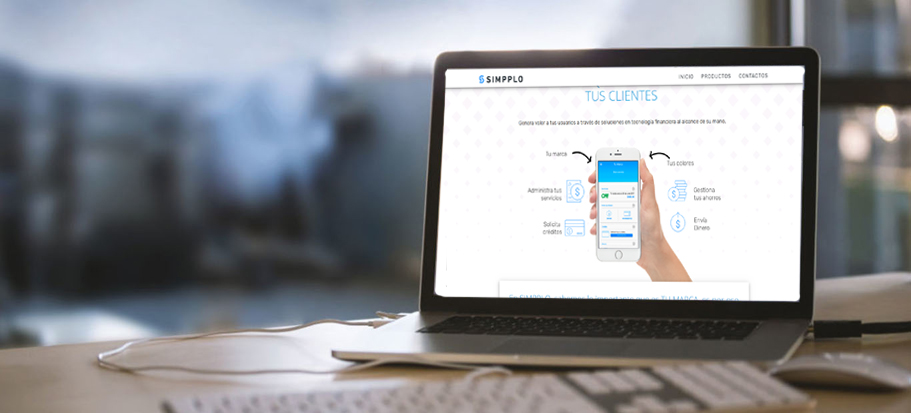 SIMPPLO
INICIO PRODUCTOS CONTACTOS
TUS CLIENTES
Genera valor a tus usuarios a través de soluciones en tecnología financiera al alcance de su mano.
Tu marca
Tus colores
Administra tus
servicios
Gestiona
tus ahorros
Solicita
créditos
Envía
Dinero